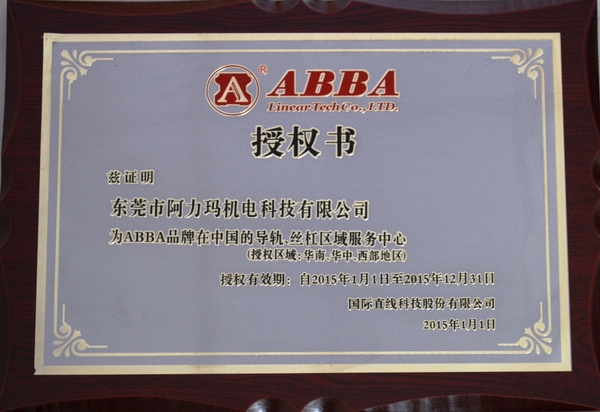 ® ABBA
Linear Tech Co., LTD.
授权书
兹证明
东莞市阿力玛机电科技有限公司
为ABBA品牌在中国的导轨、丝杠区域服务中心
(授权区域:华南、华中、西部地区)
授权有效期：自2015年1月1日至2015年12月31日
国际直线科技股份有限公司
2015年1月1日